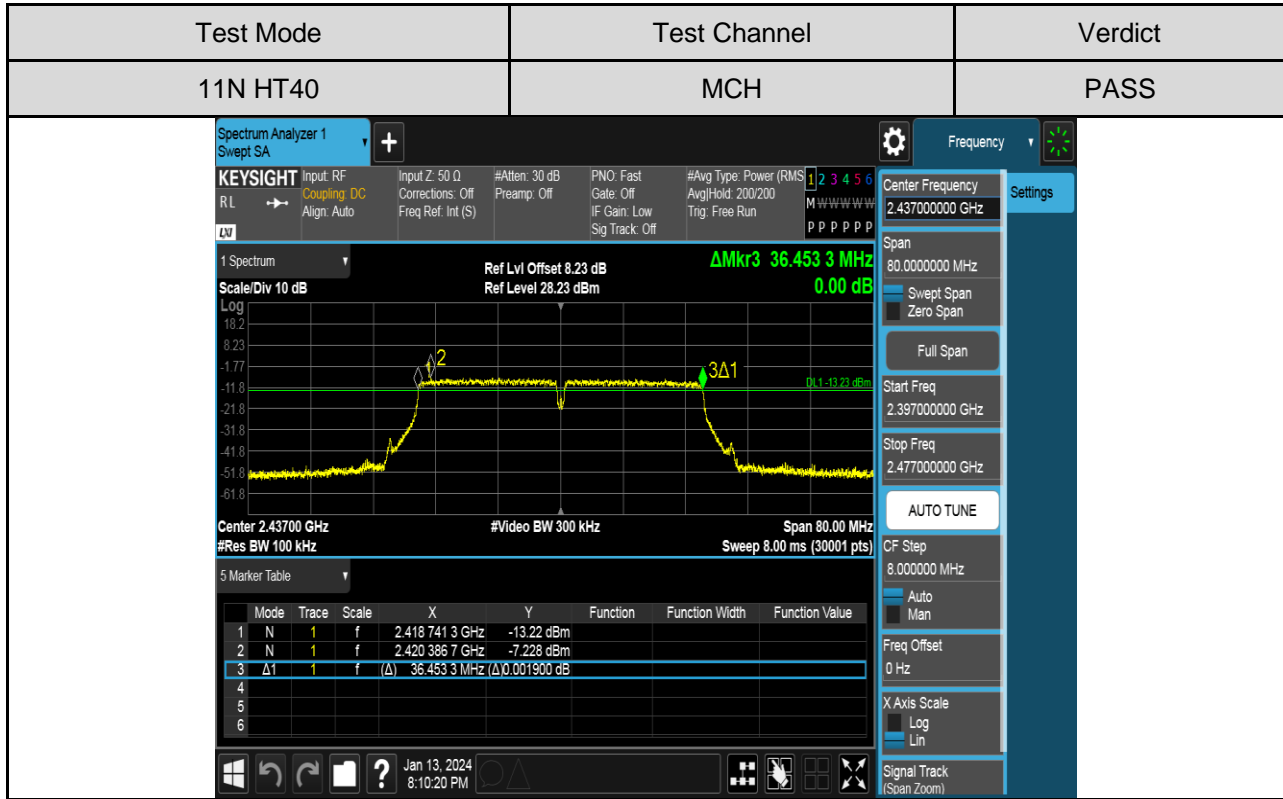 Test Mode Test Channel Verdict
11N HT40 MCH PASS
Spectrum Analyzer 1
Swept SA
+
Frequency
KEYSIGHT Input: RF Input Z: 50 Ω #Atten: 30 dB PNO: Fast #Avg Type: Power (RMS 1 2 3 4 5 6
RL Coupling: DC Corrections: Off Preamp: Off Gate: Off Avg|Hold: 200/200 M W W W W W
Align: Auto Freq Ref: Int (S) IF Gain: Low Trig: Free Run
LXI Sig Track: Off P P P P P P
1 Spectrum
Ref Lvl Offset 8.23 dB ΔMkr3 36.453 3 MHz
Scale/Div 10 dB Ref Level 28.23 dBm 0.00 dB
Log
18.2
8.23
-1.77
-11.8
-21.8
-31.8
-41.8
-51.8
-61.8
2
3Δ1
DL1 -13.23 dBm
Center 2.43700 GHz #Video BW 300 kHz Span 80.00 MHz
#Res BW 100 kHz Sweep 8.00 ms (30001 pts)
5 Marker Table
Mode Trace Scale X Y Function Function Width Function Value
1 N 1 f 2.418 741 3 GHz -13.22 dBm
2 N 1 f 2.420 386 7 GHz -7.228 dBm
3 Δ1 1 f (Δ) 36.453 3 MHz (Δ)0.001900 dB
4
5
6
Center Frequency
2.437000000 GHz
Settings
Span
80.0000000 MHz
Swept Span
Zero Span
Full Span
Start Freq
2.397000000 GHz
Stop Freq
2.477000000 GHz
AUTO TUNE
CF Step
8.000000 MHz
Auto
Man
Freq Offset
0 Hz
X Axis Scale
Log
Lin
Signal Track
(Span Zoom)
?
Jan 13, 2024
8:10:20 PM